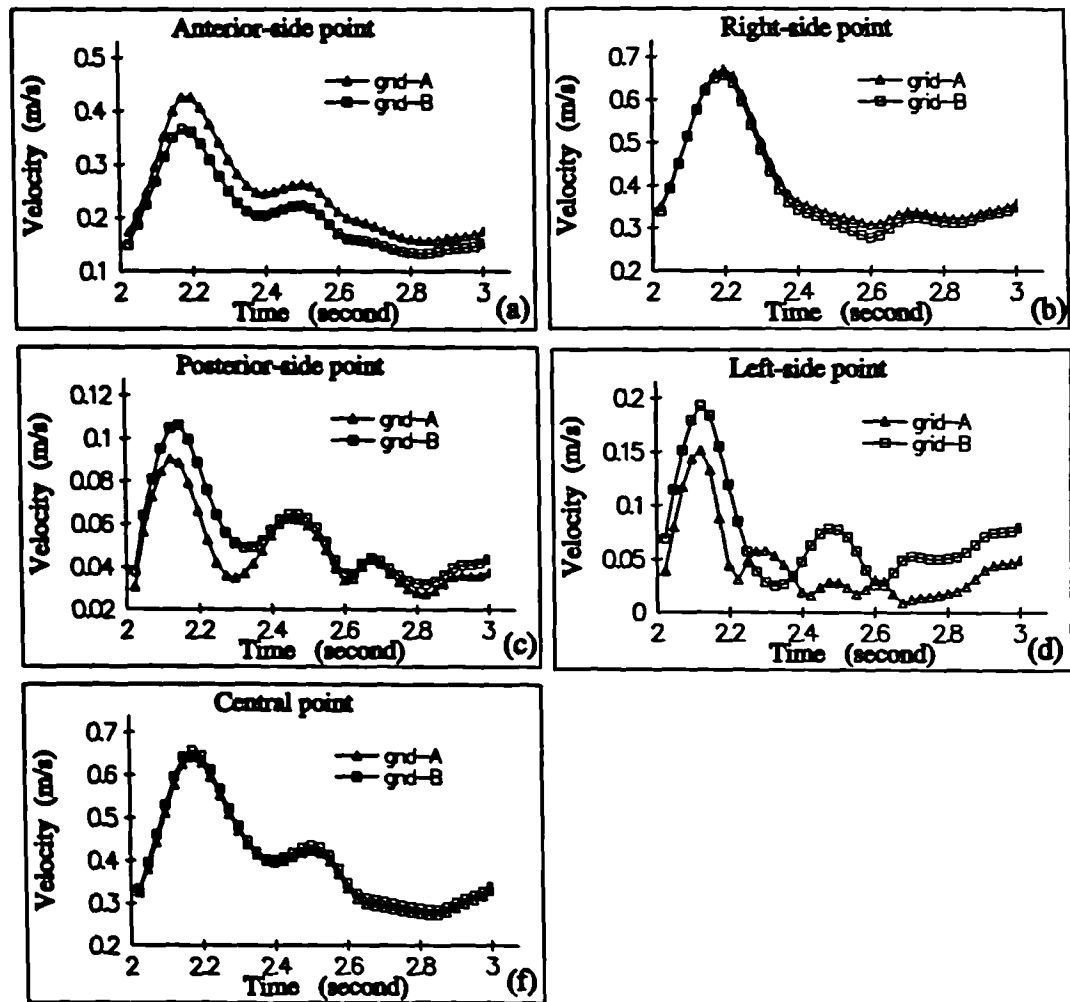 Anterior-side point
0.5
0.4
0.3
0.2
0.1
Velocity (m/s)
grid-A
grid-B
2 2.2 2.4 2.6 2.8 3
Time (second)
(a)
Right-side point
0.7
0.6
0.5
0.4
0.3
0.2
Velocity (m/s)
grid-A
grid-B
2 2.2 2.4 2.6 2.8 3
Time (second)
(b)
Posterior-side point
0.12
0.1
0.08
0.06
0.04
0.02
Velocity (m/s)
grid-A
grid-B
2 2.2 2.4 2.6 2.8 3
Time (second)
(c)
Left-side point
0.2
0.15
0.1
0.05
0
Velocity (m/s)
grid-A
grid-B
2 2.2 2.4 2.6 2.8 3
Time (second)
(d)
Central point
0.7
0.6
0.5
0.4
0.3
0.2
Velocity (m/s)
grid-A
grid-B
2 2.2 2.4 2.6 2.8 3
Time (second)
(f)